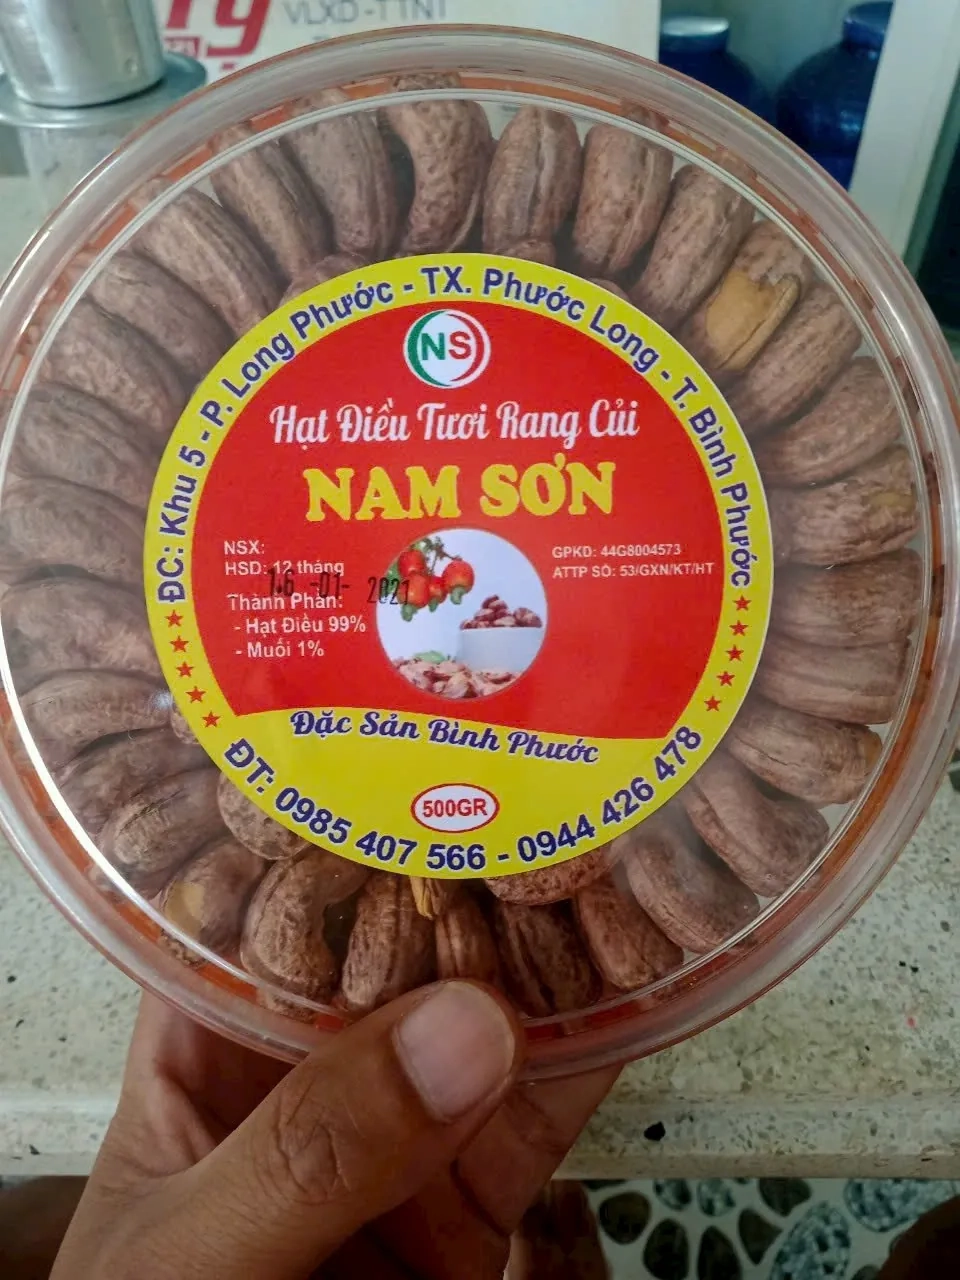 VLXD - TTNT
ĐC: Khu 5 - P. Long Phước - TX. Phước Long - T. Bình Phước
NS
Hạt Điều Tươi Rang Củi
NAM SƠN
NSX:
HSD: 12 tháng
16 -01- 2021
Thành Phần:
- Hạt Điều 99%
- Muối 1%
GPKD: 44G8004573
ATTP SỐ: 53/GXN/KT/HT
Đặc Sản Bình Phước
500GR
ĐT: 0985 407 566 - 0944 426 478